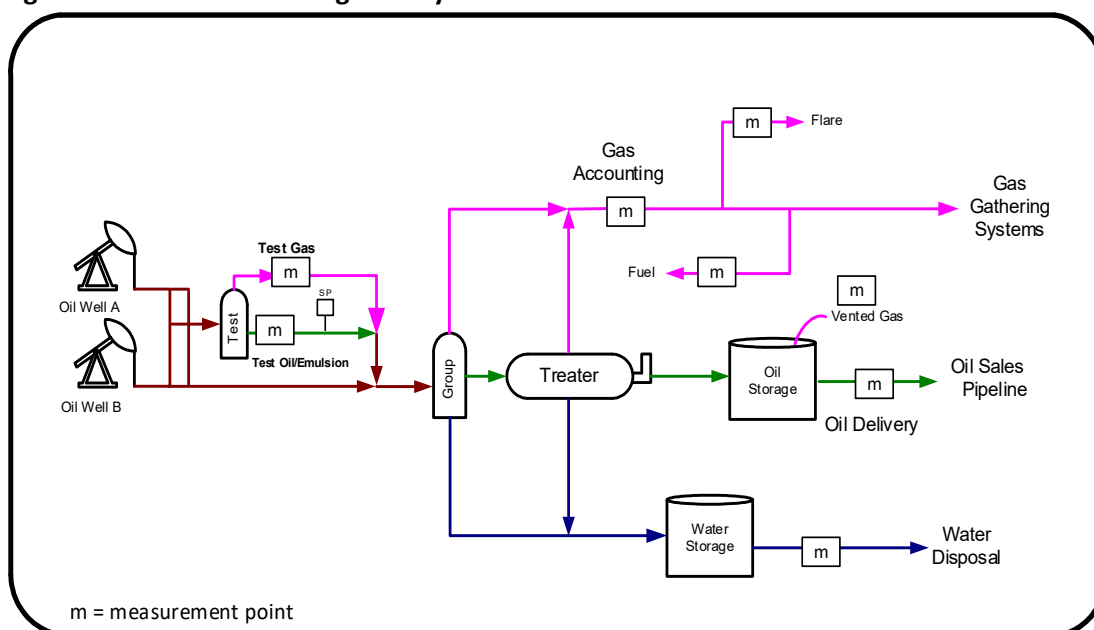 m
Flare
Gas
Accounting
m
Gas
Gathering
Systems
Test Gas
m
Fuel
m
SP
Oil Well A
Test
m
Test Oil/Emulsion
m
Vented Gas
Group
Treater
Oil
Storage
m
Oil Sales
Pipeline
Oil Well B
Oil Delivery
Water
Storage
m
Water
Disposal
m = measurement point